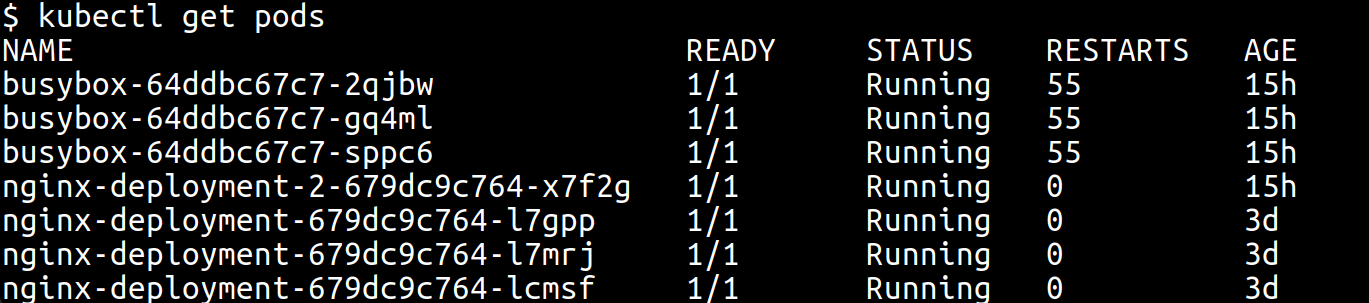 $ kubectl get pods
NAME READY STATUS RESTARTS AGE
busybox-64ddbc67c7-2qjbw 1/1 Running 55 15h
busybox-64ddbc67c7-gq4ml 1/1 Running 55 15h
busybox-64ddbc67c7-sppc6 1/1 Running 55 15h
nginx-deployment-2-679dc9c764-x7f2g 1/1 Running 0 15h
nginx-deployment-679dc9c764-l7gpp 1/1 Running 0 3d
nginx-deployment-679dc9c764-l7mrj 1/1 Running 0 3d
nginx-deployment-679dc9c764-lcmsf 1/1 Running 0 3d